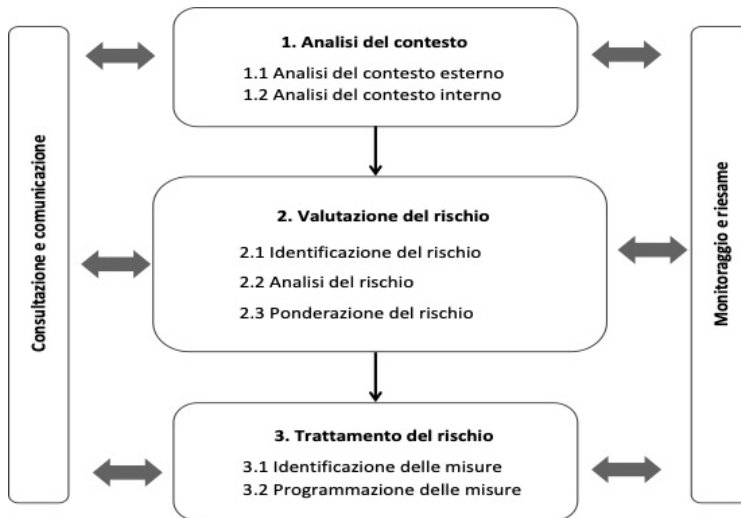 Consultazione e comunicazione
1. Analisi del contesto
1.1 Analisi del contesto esterno
1.2 Analisi del contesto interno
2. Valutazione del rischio
2.1 Identificazione del rischio
2.2 Analisi del rischio
2.3 Ponderazione del rischio
3. Trattamento del rischio
3.1 Identificazione delle misure
3.2 Programmazione delle misure
Monitoraggio e riesame